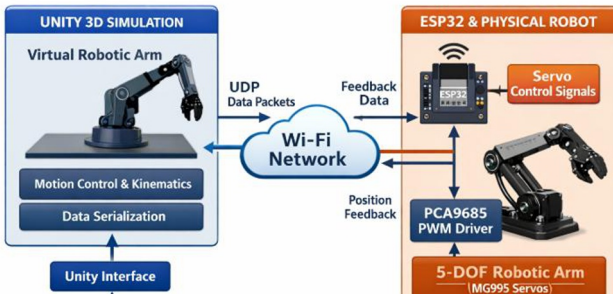 UNITY 3D SIMULATION
Virtual Robotic Arm
Motion Control & Kinematics
Data Serialization
Unity Interface
UDP
Data Packets
Wi-Fi
Network
Feedback
Data
Position
Feedback
ESP32 & PHYSICAL ROBOT
ESP32
Servo
Control Signals
PCA9685
PWM Driver
5-DOF Robotic Arm
(MG995 Servos)